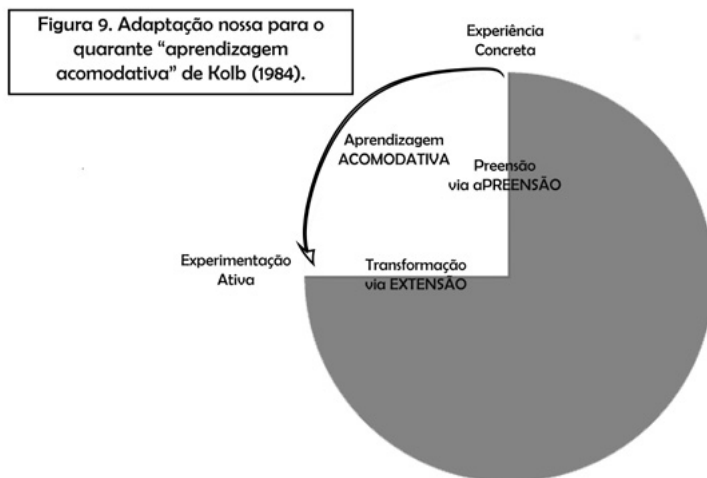 Figura 9. Adaptação nossa para o
quarante “aprendizagem
acomodativa” de Kolb (1984).
Experiência
Concreta
Aprendizagem
ACOMODATIVA
Preensão
via aPREENSÃO
Experimentação
Ativa
Transformação
via EXTENSÃO